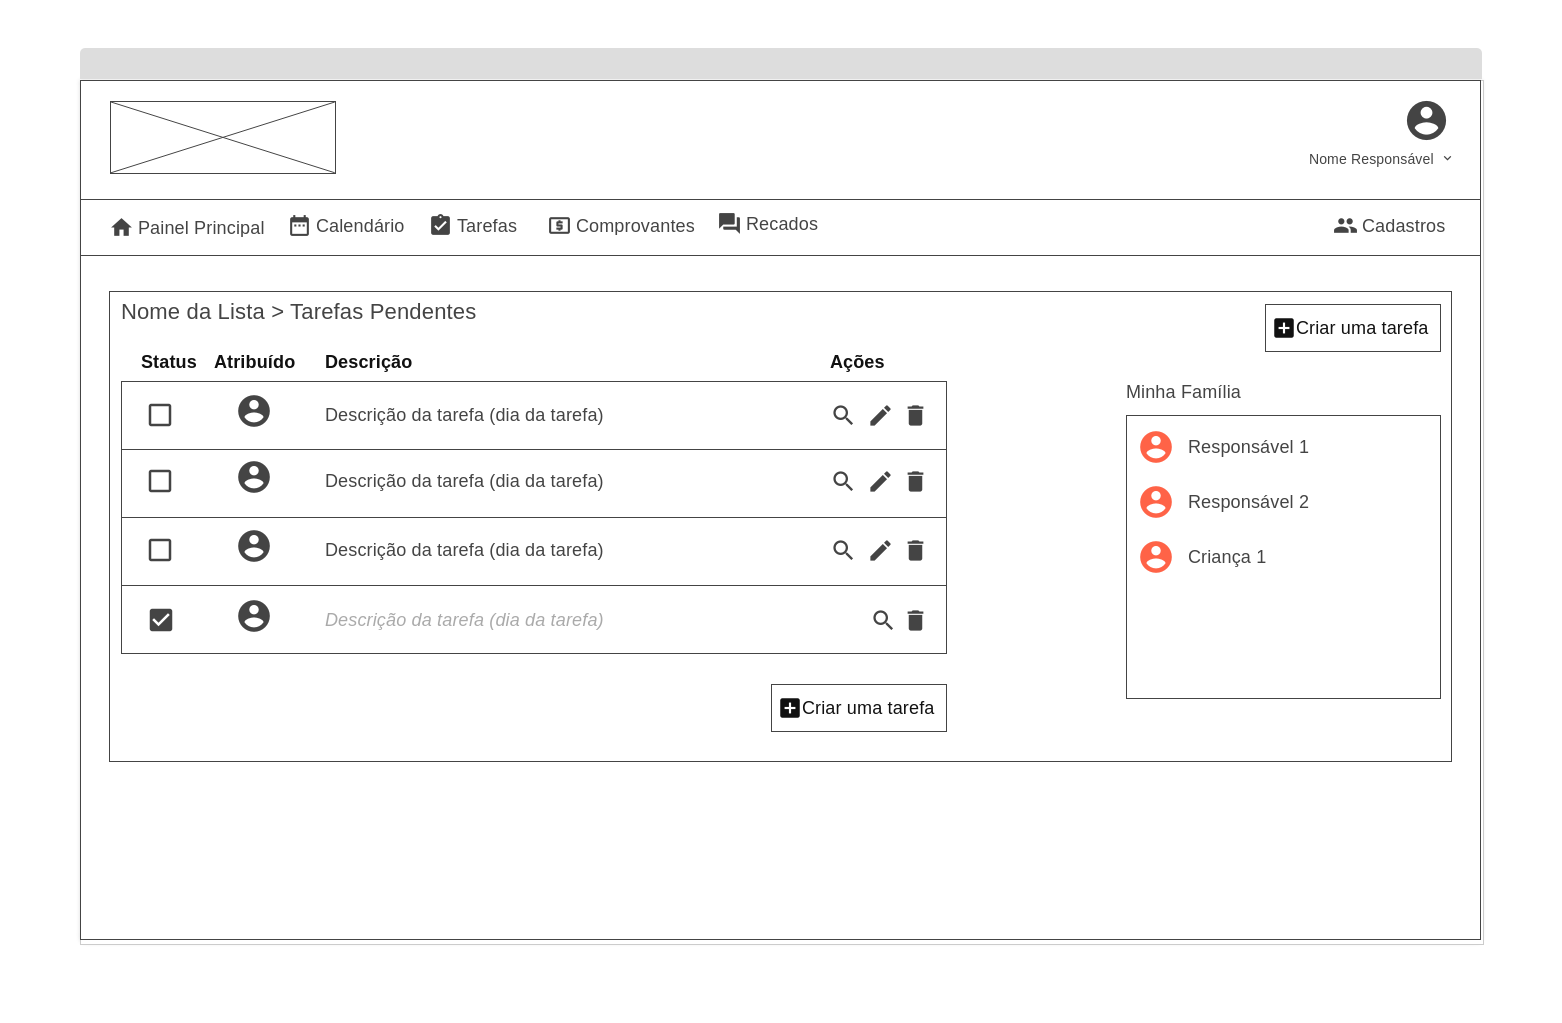 Nome Responsável
Painel Principal
Calendário
Tarefas
Comprovantes
Recados
Cadastros
Nome da Lista > Tarefas Pendentes
Criar uma tarefa
Status Atribuído Descrição Ações
Minha Família
Descrição da tarefa (dia da tarefa)
Descrição da tarefa (dia da tarefa)
Descrição da tarefa (dia da tarefa)
Descrição da tarefa (dia da tarefa)
Responsável 1
Responsável 2
Criança 1
Criar uma tarefa